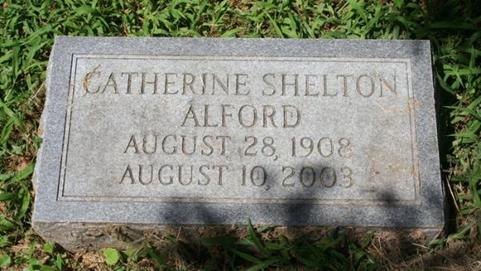 CATHERINE SHELTON
ALFORD
AUGUST 28, 1908
AUGUST 10, 2003